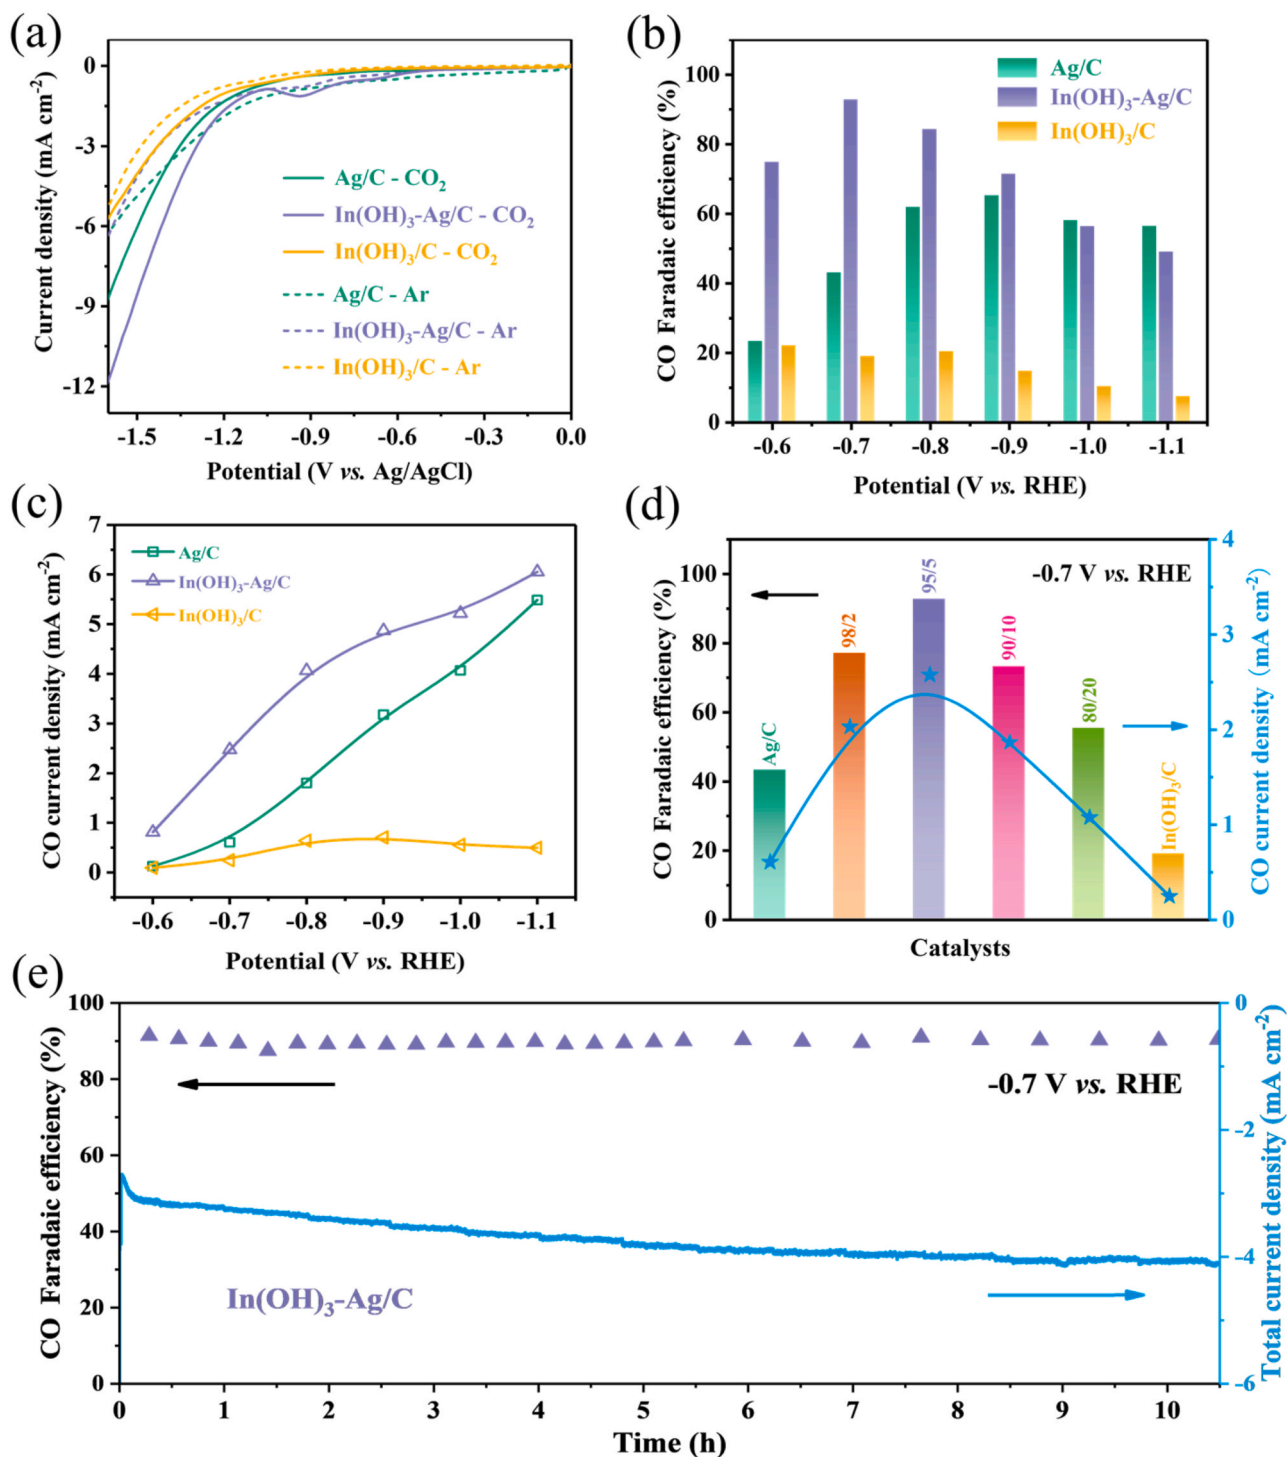 (a)
Current density (mA cm⁻²)
0
-3
-6
-9
-12
Ag/C - CO₂
In(OH)₃-Ag/C - CO₂
In(OH)₃/C - CO₂
Ag/C - Ar
In(OH)₃-Ag/C - Ar
In(OH)₃/C - Ar
-1.5 -1.2 -0.9 -0.6 -0.3 0.0
Potential (V vs. Ag/AgCl)
(b)
CO Faradaic efficiency (%)
100
80
60
40
20
0
Ag/C
In(OH)₃-Ag/C
In(OH)₃/C
-0.6 -0.7 -0.8 -0.9 -1.0 -1.1
Potential (V vs. RHE)
(c)
CO current density (mA cm⁻²)
7
6
5
4
3
2
1
0
Ag/C
In(OH)₃-Ag/C
In(OH)₃/C
-0.6 -0.7 -0.8 -0.9 -1.0 -1.1
Potential (V vs. RHE)
(d)
CO Faradaic efficiency (%)
100
80
60
40
20
0
-0.7 V vs. RHE
Ag/C
98/2
95/5
90/10
80/20
In(OH)₃/C
4
3
2
1
0
CO current density (mA cm⁻²)
Catalysts
(e)
CO Faradaic efficiency (%)
100
80
60
40
20
0
-0.7 V vs. RHE
In(OH)₃-Ag/C
0
-2
-4
-6
Total current density (mA cm⁻²)
0 1 2 3 4 5 6 7 8 9 10
Time (h)